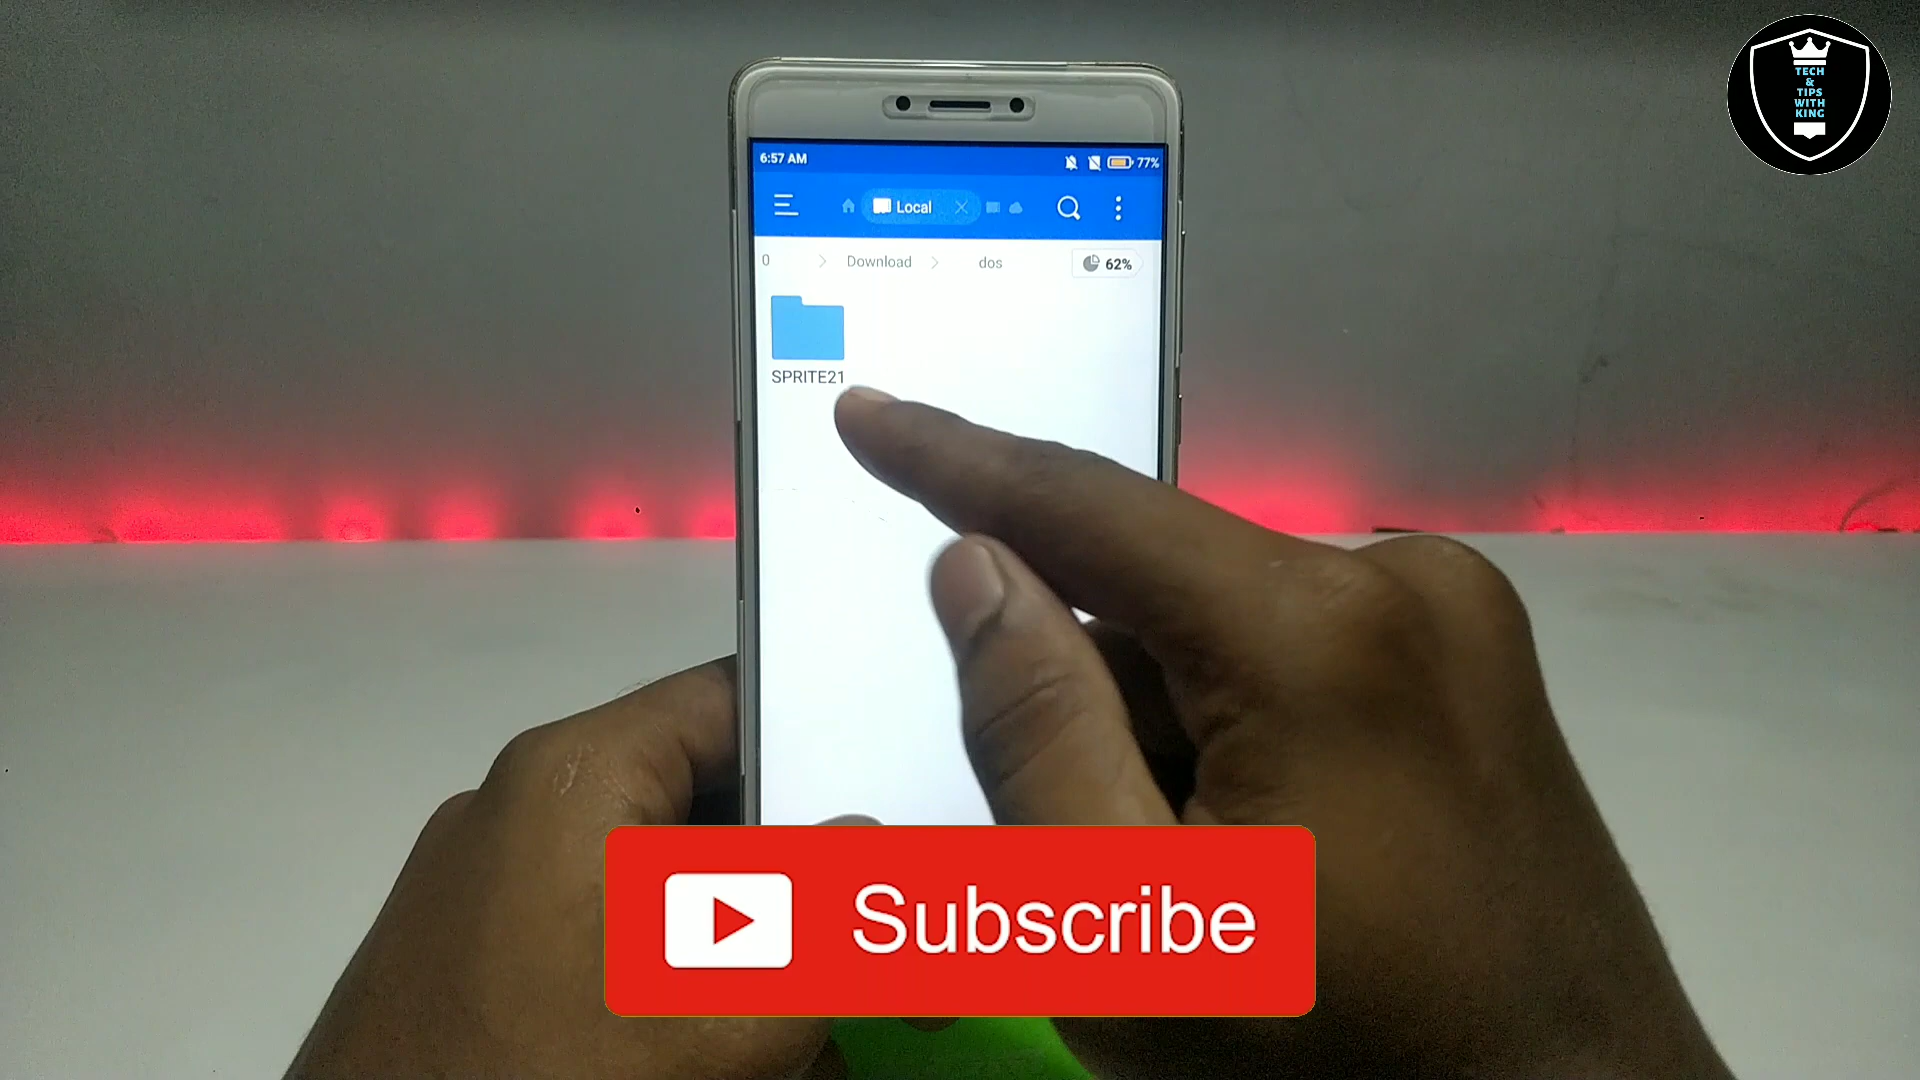 TECH
&
TIPS
WITH
KING
6:57 AM
77%
Local
0 Download dos
62%
SPRITE21
Subscribe